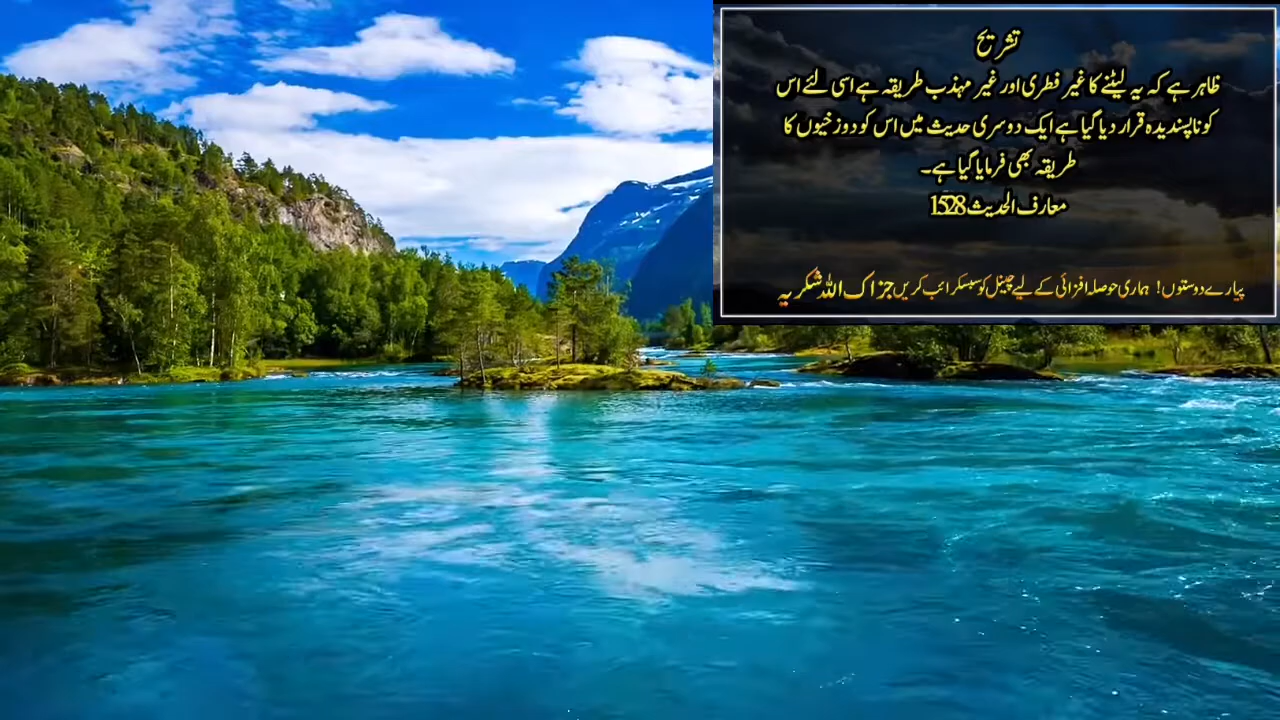 تشریح
ظاہر ہے کہ یہ لیٹنے کا غیر فطری اور غیر مہذب طریقہ ہے اسی لئے اس
کو ناپسندیدہ قرار دیا گیا ہے ایک دوسری حدیث میں اس کو دوزخیوں کا
طریقہ بھی فرمایا گیا ہے۔
معارف الحدیث 1528
پیارے دوستوں! ہماری حوصلہ افزائی کے لیے چینل کو سبسکرائب کریں جزاک اللہ شکریہ